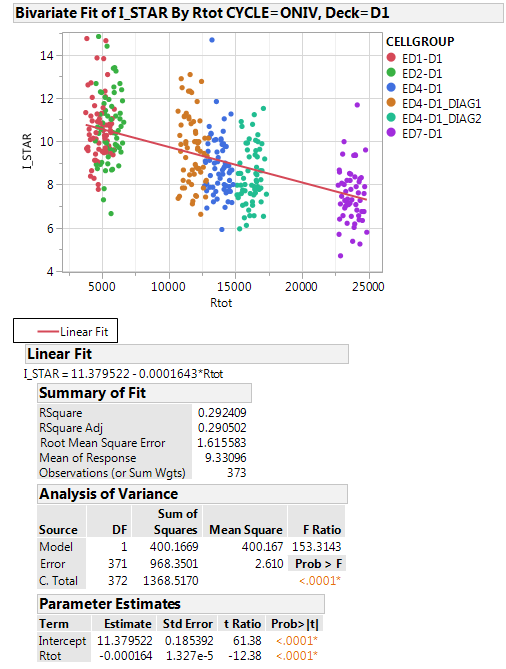 Bivariate Fit of I_STAR By Rtot CYCLE=ONIV, Deck=D1
CELLGROUP
ED1-D1
ED2-D1
ED4-D1
ED4-D1_DIAG1
ED4-D1_DIAG2
ED7-D1
14
12
10
8
6
4
I_STAR
5000 10000 15000 20000 25000
Rtot
Linear Fit
Linear Fit
I_STAR = 11.379522 - 0.0001643*Rtot
Summary of Fit
RSquare 0.292409
RSquare Adj 0.290502
Root Mean Square Error 1.615583
Mean of Response 9.33096
Observations (or Sum Wgts) 373
Analysis of Variance
Sum of
Source DF Squares Mean Square F Ratio
Model 1 400.1669 400.167 153.3143
Error 371 968.3501 2.610 Prob > F
C. Total 372 1368.5170 <.0001*
Parameter Estimates
Term Estimate Std Error t Ratio Prob>|t|
Intercept 11.379522 0.185392 61.38 <.0001*
Rtot -0.000164 1.327e-5 -12.38 <.0001*